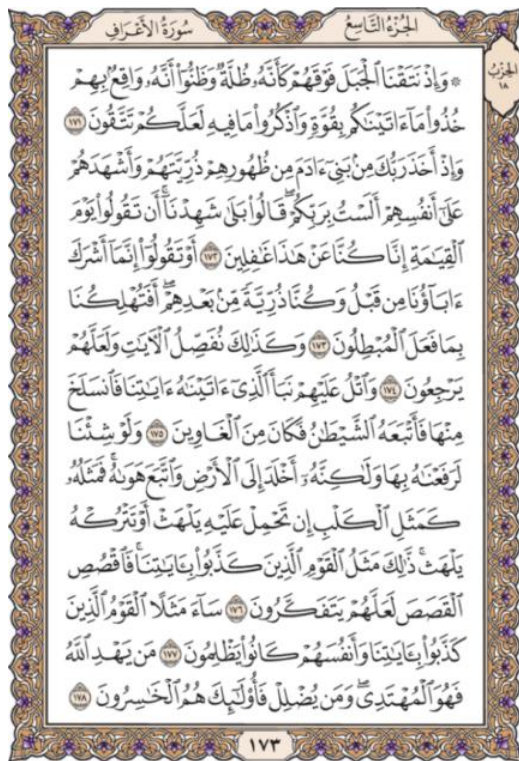 الجُزْءُ التَّاسِعُ
سُورَةُ الأَعْرَافِ
الحِزْبُ
١٨
۞ وَإِذْ نَتَقْنَا ٱلْجَبَلَ فَوْقَهُمْ كَأَنَّهُۥ ظُلَّةٌ وَظَنُّوٓا۟ أَنَّهُۥ وَاقِعٌۢ بِهِمْ
خُذُوا۟ مَآ ءَاتَيْنَـٰكُم بِقُوَّةٍ وَٱذْكُرُوا۟ مَا فِيهِ لَعَلَّكُمْ تَتَّقُونَ ١٧١
وَإِذْ أَخَذَ رَبُّكَ مِنۢ بَنِىٓ ءَادَمَ مِن ظُهُورِهِمْ ذُرِّيَّتَهُمْ وَأَشْهَدَهُمْ
عَلَىٰٓ أَنفُسِهِمْ أَلَسْتُ بِرَبِّكُمْ ۖ قَالُوا۟ بَلَىٰ شَهِدْنَآ ۛ أَن تَقُولُوا۟ يَوْمَ
ٱلْقِيَـٰمَةِ إِنَّا كُنَّا عَنْ هَـٰذَا غَـٰفِلِينَ ١٧٢ أَوْ تَقُولُوٓا۟ إِنَّمَآ أَشْرَكَ
ءَابَآؤُنَا مِن قَبْلُ وَكُنَّا ذُرِّيَّةً مِّنۢ بَعْدِهِمْ ۖ أَفَتُهْلِكُنَا
بِمَا فَعَلَ ٱلْمُبْطِلُونَ ١٧٣ وَكَذَٰلِكَ نُفَصِّلُ ٱلْـَٔايَـٰتِ وَلَعَلَّهُمْ
يَرْجِعُونَ ١٧٤ وَٱتْلُ عَلَيْهِمْ نَبَأَ ٱلَّذِىٓ ءَاتَيْنَـٰهُ ءَايَـٰتِنَا فَٱنسَلَخَ
مِنْهَا فَأَتْبَعَهُ ٱلشَّيْطَـٰنُ فَكَانَ مِنَ ٱلْغَاوِينَ ١٧٥ وَلَوْ شِئْنَا
لَرَفَعْنَـٰهُ بِهَا وَلَـٰكِنَّهُۥٓ أَخْلَدَ إِلَى ٱلْأَرْضِ وَٱتَّبَعَ هَوَىٰهُ ۚ فَمَثَلُهُۥ
كَمَثَلِ ٱلْكَلْبِ إِن تَحْمِلْ عَلَيْهِ يَلْهَثْ أَوْ تَتْرُكْهُ
يَلْهَث ۚ ذَّٰلِكَ مَثَلُ ٱلْقَوْمِ ٱلَّذِينَ كَذَّبُوا۟ بِـَٔايَـٰتِنَا ۚ فَٱقْصُصِ
ٱلْقَصَصَ لَعَلَّهُمْ يَتَفَكَّرُونَ ١٧٦ سَآءَ مَثَلًا ٱلْقَوْمُ ٱلَّذِينَ
كَذَّبُوا۟ بِـَٔايَـٰتِنَا وَأَنفُسَهُمْ كَانُوا۟ يَظْلِمُونَ ١٧٧ مَن يَهْدِ ٱللَّهُ
فَهُوَ ٱلْمُهْتَدِى ۖ وَمَن يُضْلِلْ فَأُو۟لَـٰٓئِكَ هُمُ ٱلْخَـٰسِرُونَ ١٧٨
١٧٣